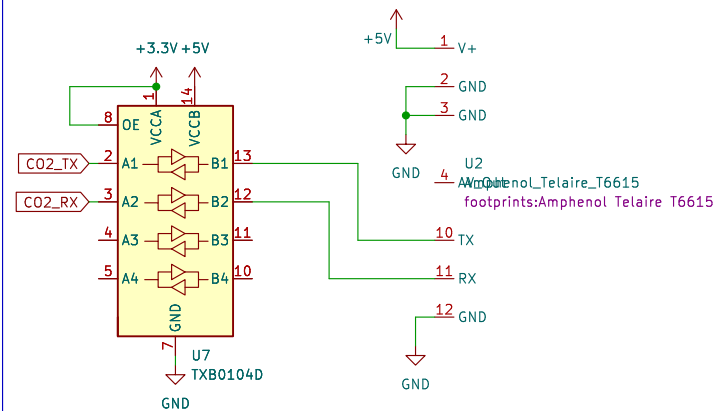 +5V
+3.3V +5V
1 V+
2 GND
3 GND
GND
1
14
VCCA
VCCB
8 OE
CO2_TX
2 A1
B1 13
CO2_RX
3 A2
B2 12
4 A3
B3 11
5 A4
B4 10
GND
7
U7
TXB0104D
GND
U2
4
Amphenol_Telaire_T6615
footprints:Amphenol Telaire T6615
10 TX
11 RX
12 GND
GND